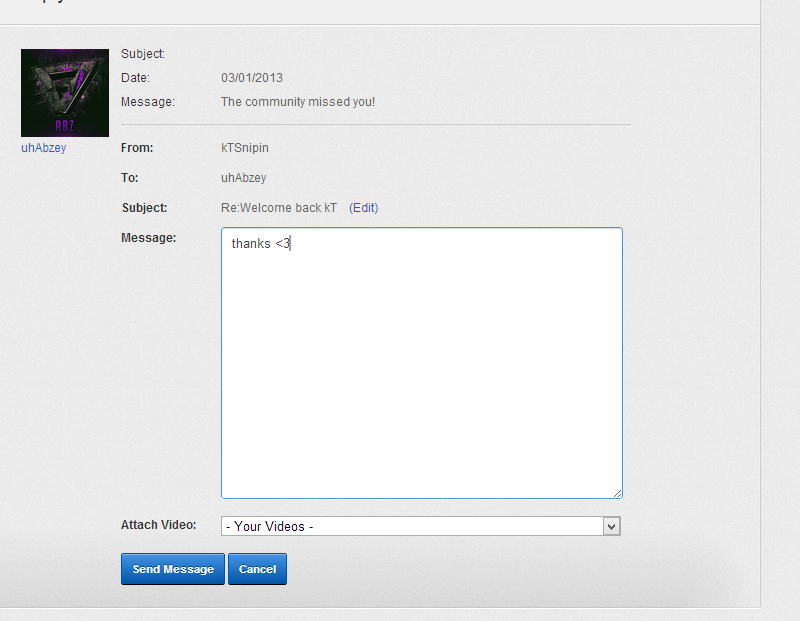 Subject:
Date: 03/01/2013
Message: The community missed you!
ABZ
uhAbzey
From: kTSnipin
To: uhAbzey
Subject: Re:Welcome back kT (Edit)
Message: thanks <3
Attach Video: - Your Videos -
Send Message Cancel